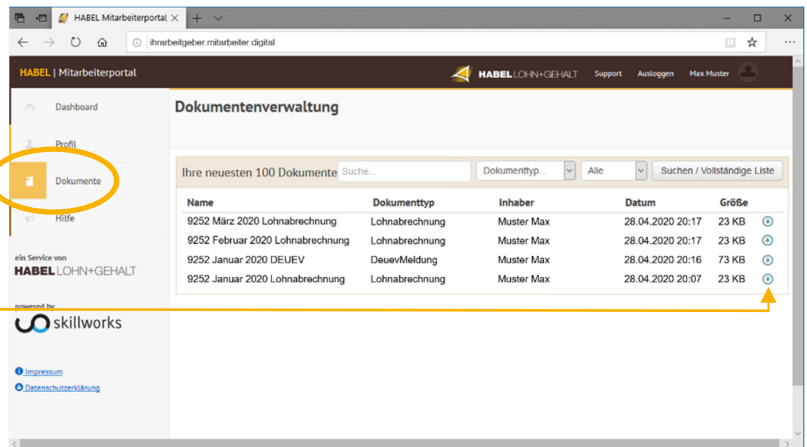 HABEL Mitarbeiterportal
ihrarbeitgeber.mitarbeiter.digital
HABEL | Mitarbeiterportal
HABEL LOHN+GEHALT Support Ausloggen Max Muster
Dashboard
Profil
Dokumente
Hilfe
ein Service von
HABEL LOHN+GEHALT
powered by
skillworks
Impressum
Datenschutzerklärung
Dokumentenverwaltung
Ihre neuesten 100 Dokumente Suche... Dokumenttyp... Alle Suchen / Vollständige Liste
Name Dokumenttyp Inhaber Datum Größe
9252 März 2020 Lohnabrechnung Lohnabrechnung Muster Max 28.04.2020 20:17 23 KB
9252 Februar 2020 Lohnabrechnung Lohnabrechnung Muster Max 28.04.2020 20:17 23 KB
9252 Januar 2020 DEUEV DeuevMeldung Muster Max 28.04.2020 20:16 73 KB
9252 Januar 2020 Lohnabrechnung Lohnabrechnung Muster Max 28.04.2020 20:07 23 KB